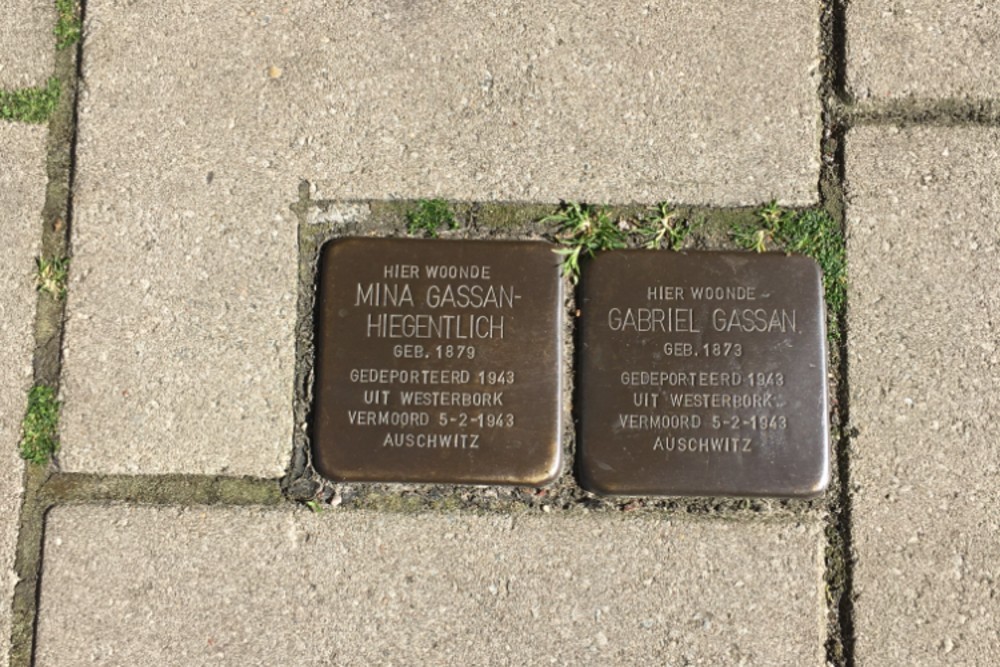 HIER WOONDE
MINA GASSAN-
HIEGENTLICH
GEB. 1879
GEDEPORTEERD 1943
UIT WESTERBORK
VERMOORD 5-2-1943
AUSCHWITZ
HIER WOONDE
GABRIEL GASSAN
GEB. 1873
GEDEPORTEERD 1943
UIT WESTERBORK
VERMOORD 5-2-1943
AUSCHWITZ